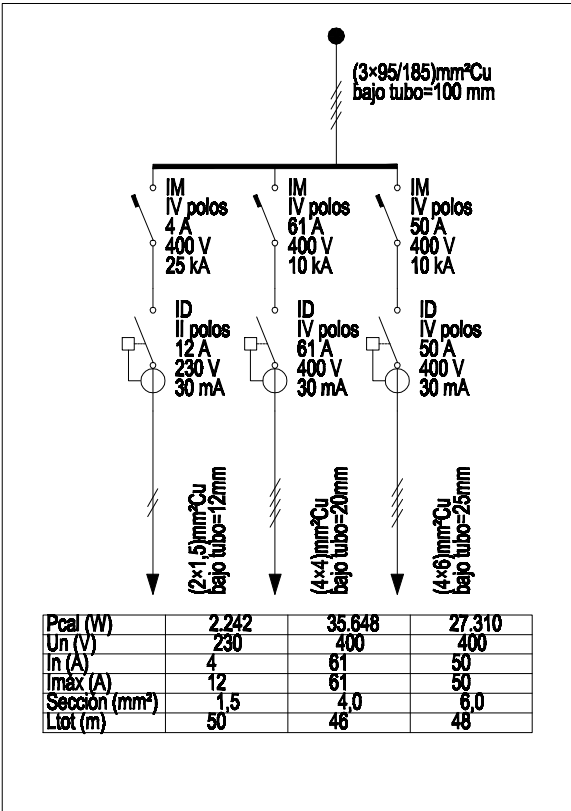 (3×95/185)mm²Cu
bajo tubo=100 mm
IM
IV polos
4 A
400 V
25 kA
IM
IV polos
61 A
400 V
10 kA
IM
IV polos
50 A
400 V
10 kA
ID
II polos
12 A
230 V
30 mA
ID
IV polos
61 A
400 V
30 mA
ID
IV polos
50 A
400 V
30 mA
(2×1,5)mm²Cu
bajo tubo=12mm
(4×4)mm²Cu
bajo tubo=20mm
(4×6)mm²Cu
bajo tubo=25mm
Pcal (W) 2.242 35.648 27.310
Un (V) 230 400 400
In (A) 4 61 50
Imáx (A) 12 61 50
Sección (mm²) 1,5 4,0 6,0
Ltot (m) 50 46 48